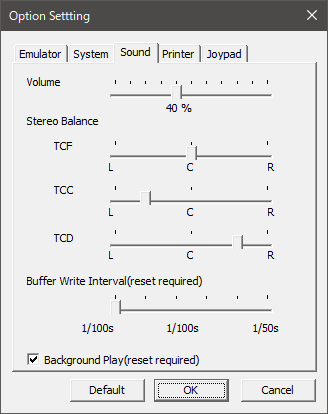 Option Settting
Emulator System Sound Printer Joypad
Volume
40 %
Stereo Balance
TCF
L C R
TCC
L C R
TCD
L C R
Buffer Write Interval(reset required)
1/100s 1/100s 1/50s
Background Play(reset required)
Default OK Cancel